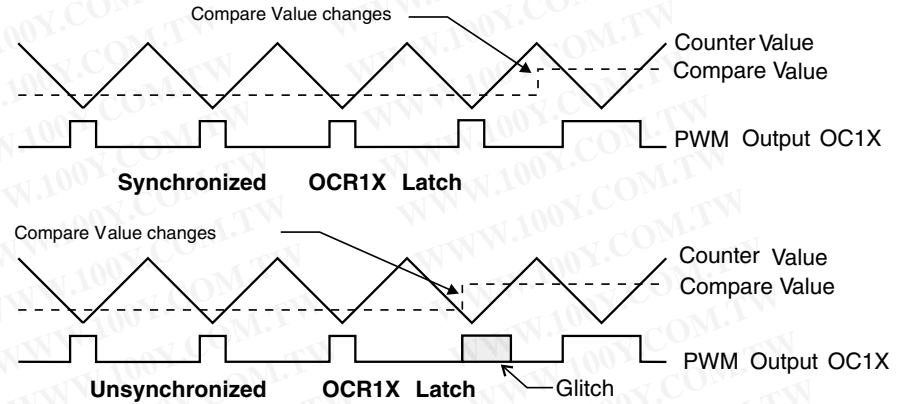 Compare Value changes
Counter Value
Compare Value
PWM Output OC1X
Synchronized OCR1X Latch
Compare Value changes
Counter Value
Compare Value
PWM Output OC1X
Unsynchronized OCR1X Latch
Glitch
WWW.100Y.COM.TW